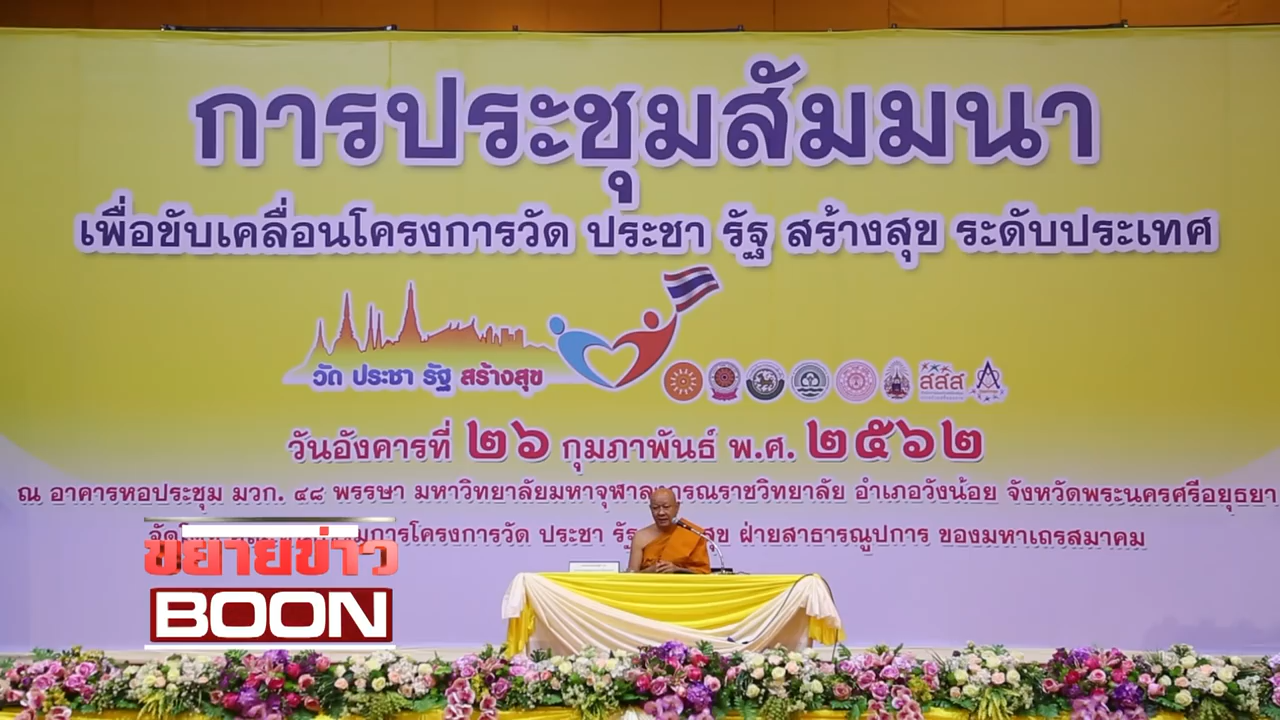 การประชุมสัมมนา
เพื่อขับเคลื่อนโครงการวัด ประชา รัฐ สร้างสุข ระดับประเทศ
วัด ประชา รัฐ สร้างสุข
สสส
วันอังคารที่ ๒๖ กุมภาพันธ์ พ.ศ. ๒๕๖๒
ณ อาคารหอประชุม มวก. ๔๘ พรรษา มหาวิทยาลัยมหาจุฬาลงกรณราชวิทยาลัย อำเภอวังน้อย จังหวัดพระนครศรีอยุธยา
การโครงการวัด ประชา รัฐ สุข ฝ่ายสาธารณูปการ ของมหาเถรสมาคม
ขยายข่าว
BOON